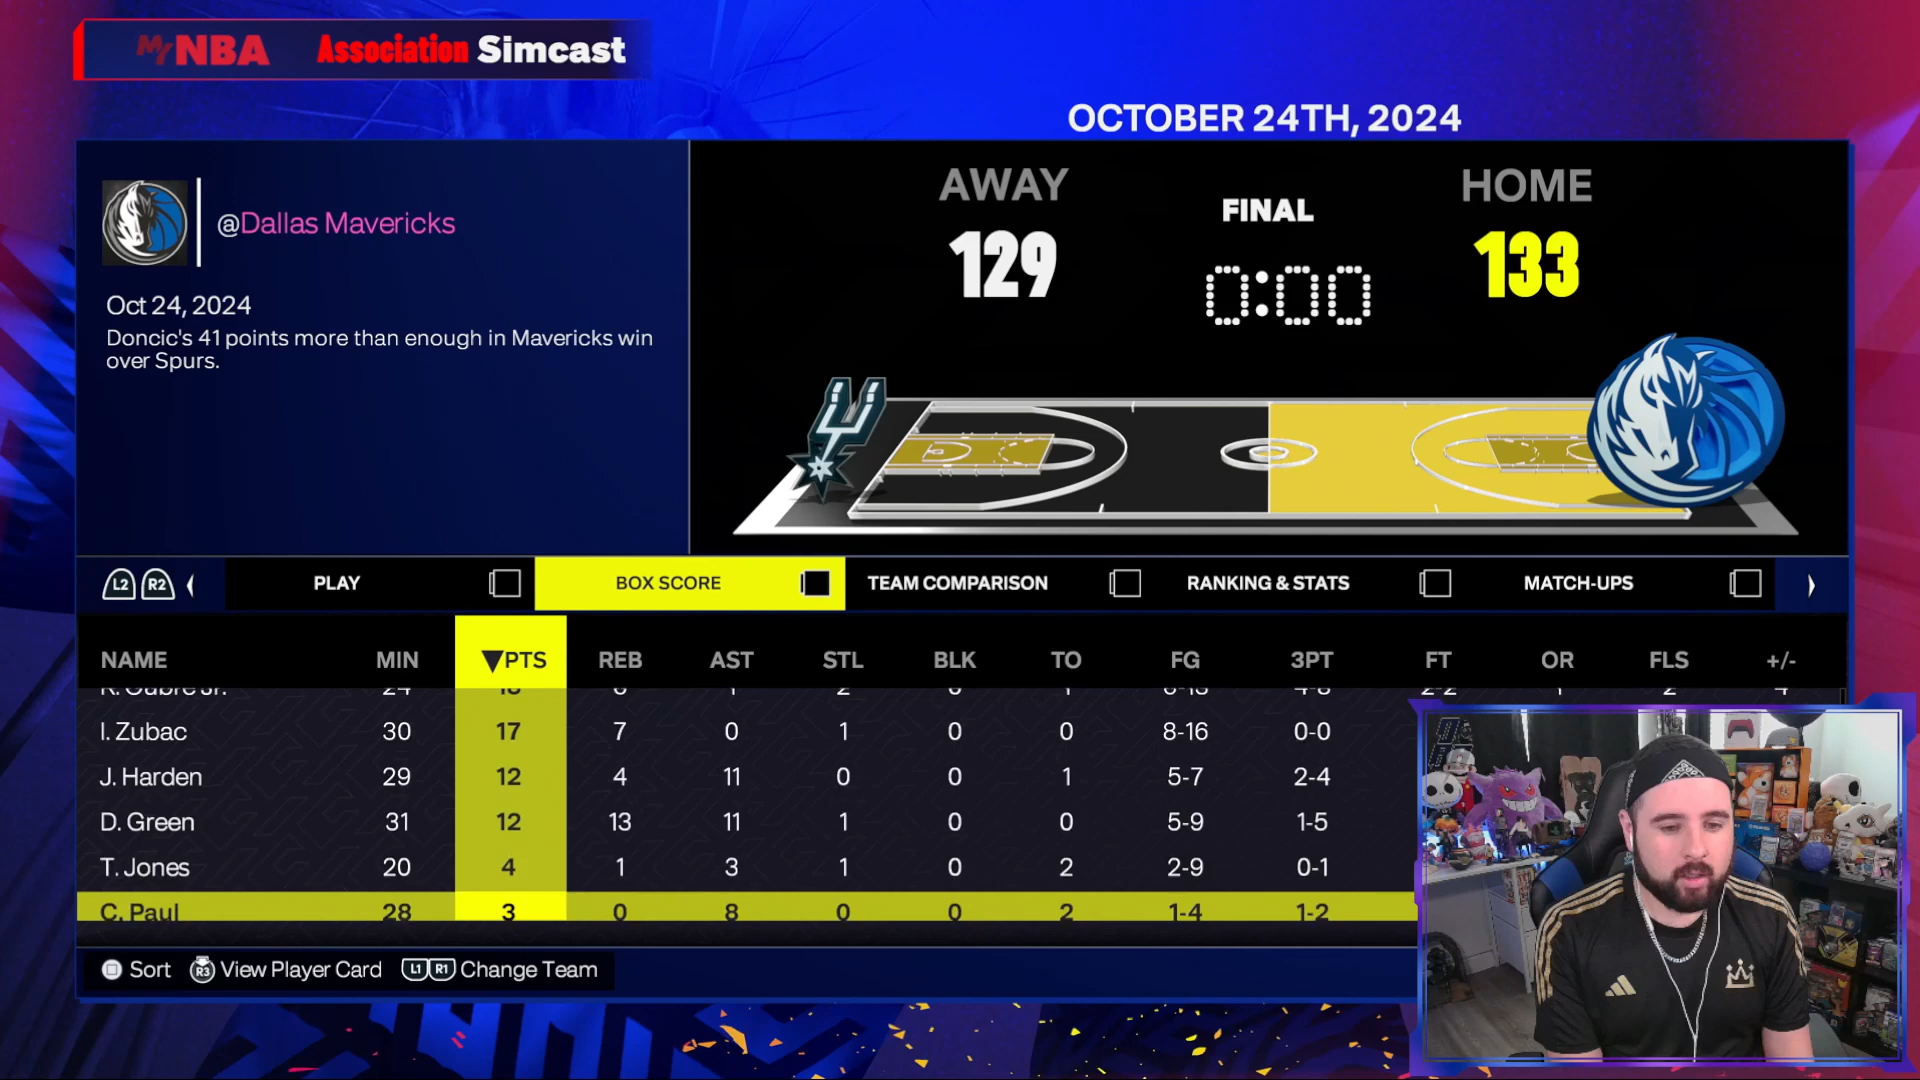 MyNBA Association Simcast
OCTOBER 24TH, 2024
@Dallas Mavericks
Oct 24, 2024
Doncic's 41 points more than enough in Mavericks win
over Spurs.
AWAY FINAL HOME
129 0:00 133
L2 R2 PLAY BOX SCORE TEAM COMPARISON RANKING & STATS MATCH-UPS
NAME MIN ▼PTS REB AST STL BLK TO FG 3PT FT OR FLS +/-
I. Zubac 30 17 7 0 1 0 0 8-16 0-0
J. Harden 29 12 4 11 0 0 1 5-7 2-4
D. Green 31 12 13 11 1 0 0 5-9 1-5
T. Jones 20 4 1 3 1 0 2 2-9 0-1
C. Paul 28 3 0 8 0 0 2 1-4 1-2
Sort R3 View Player Card L1 R1 Change Team